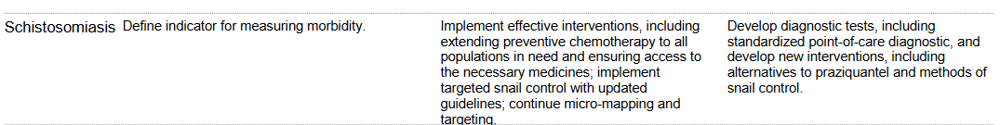 Schistosomiasis
Define indicator for measuring morbidity.
Implement effective interventions, including
extending preventive chemotherapy to all
populations in need and ensuring access to
the necessary medicines; implement
targeted snail control with updated
guidelines; continue micro-mapping and
targeting.
Develop diagnostic tests, including
standardized point-of-care diagnostic, and
develop new interventions, including
alternatives to praziquantel and methods of
snail control.